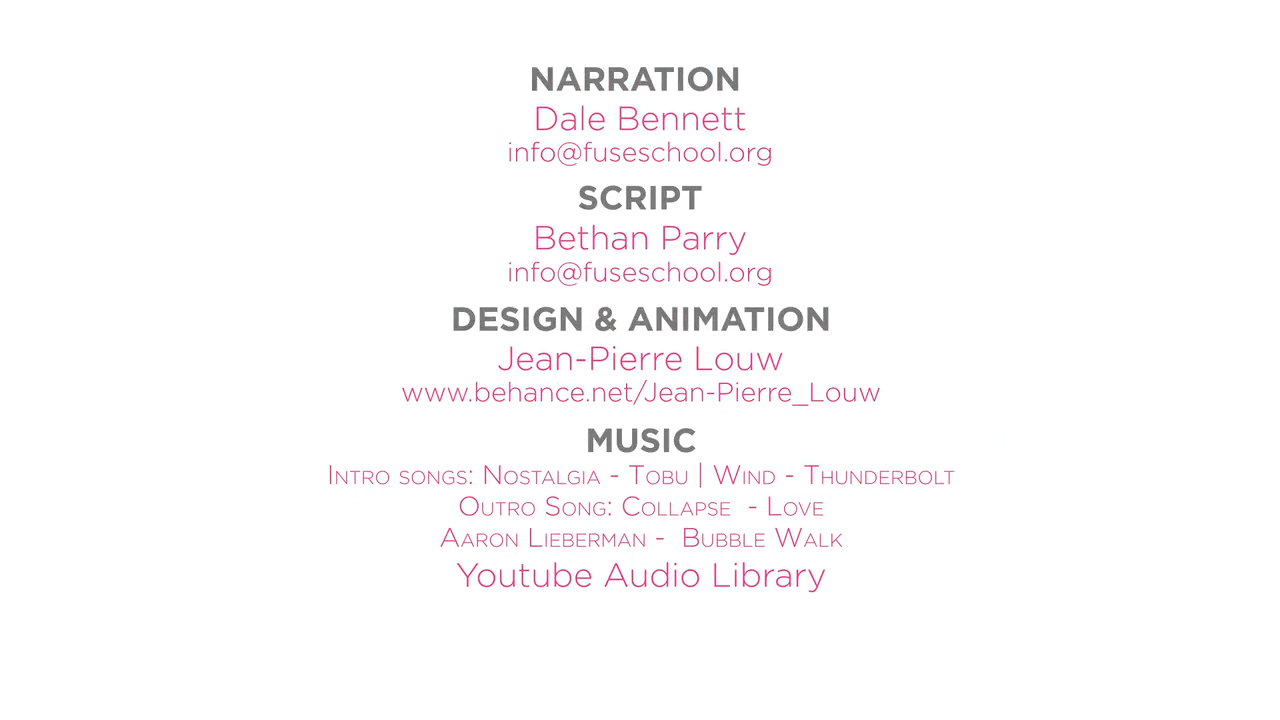 NARRATION
Dale Bennett
info@fuseschool.org
SCRIPT
Bethan Parry
info@fuseschool.org
DESIGN & ANIMATION
Jean-Pierre Louw
www.behance.net/Jean-Pierre_Louw
MUSIC
Intro songs: Nostalgia - Tobu | Wind - Thunderbolt
Outro Song: Collapse - Love
Aaron Lieberman - Bubble Walk
Youtube Audio Library